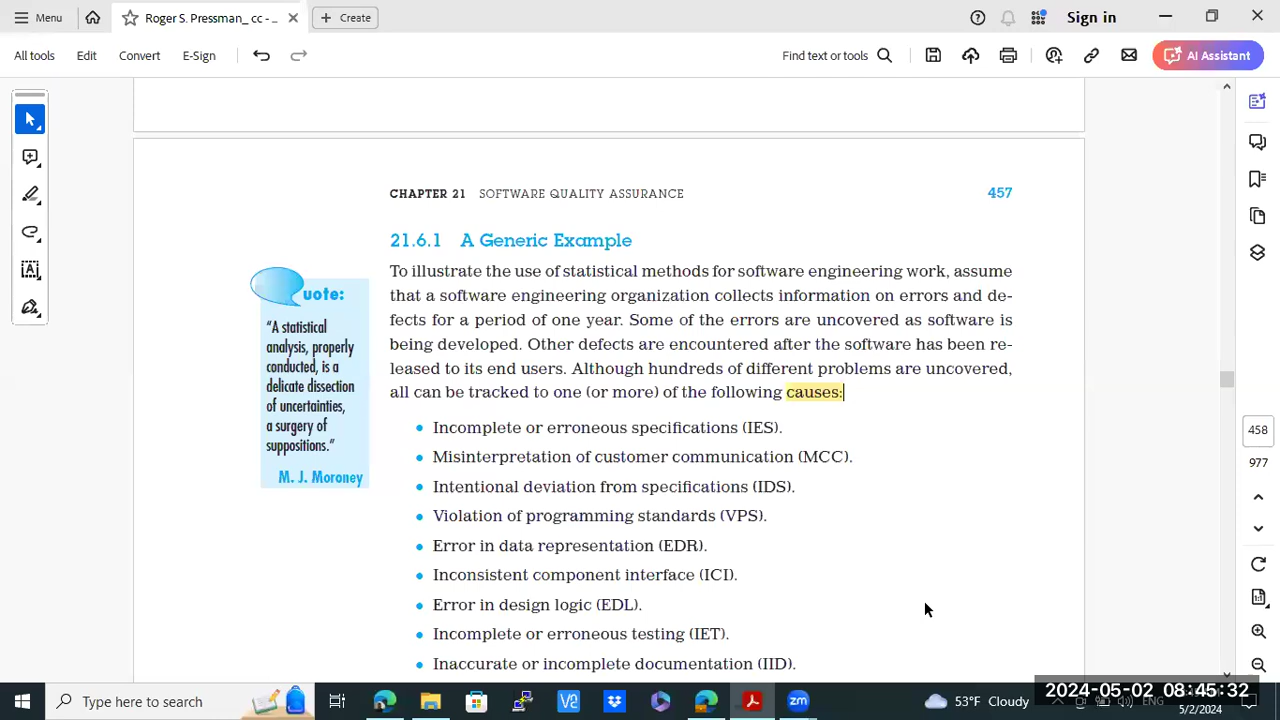 Menu
Roger S. Pressman_ cc - ...
Create
Sign in
All tools
Edit
Convert
E-Sign
Find text or tools
AI Assistant
CHAPTER 21 SOFTWARE QUALITY ASSURANCE 457
21.6.1 A Generic Example
To illustrate the use of statistical methods for software engineering work, assume
that a software engineering organization collects information on errors and de-
fects for a period of one year. Some of the errors are uncovered as software is
being developed. Other defects are encountered after the software has been re-
leased to its end users. Although hundreds of different problems are uncovered,
all can be tracked to one (or more) of the following causes:
• Incomplete or erroneous specifications (IES).
• Misinterpretation of customer communication (MCC).
• Intentional deviation from specifications (IDS).
• Violation of programming standards (VPS).
• Error in data representation (EDR).
• Inconsistent component interface (ICI).
• Error in design logic (EDL).
• Incomplete or erroneous testing (IET).
• Inaccurate or incomplete documentation (IID).
uote:
“A statistical
analysis, properly
conducted, is a
delicate dissection
of uncertainties,
a surgery of
suppositions.”
M. J. Moroney
458
977
Type here to search
53°F Cloudy
ENG
2024-05-02 08:45:32
5/2/2024